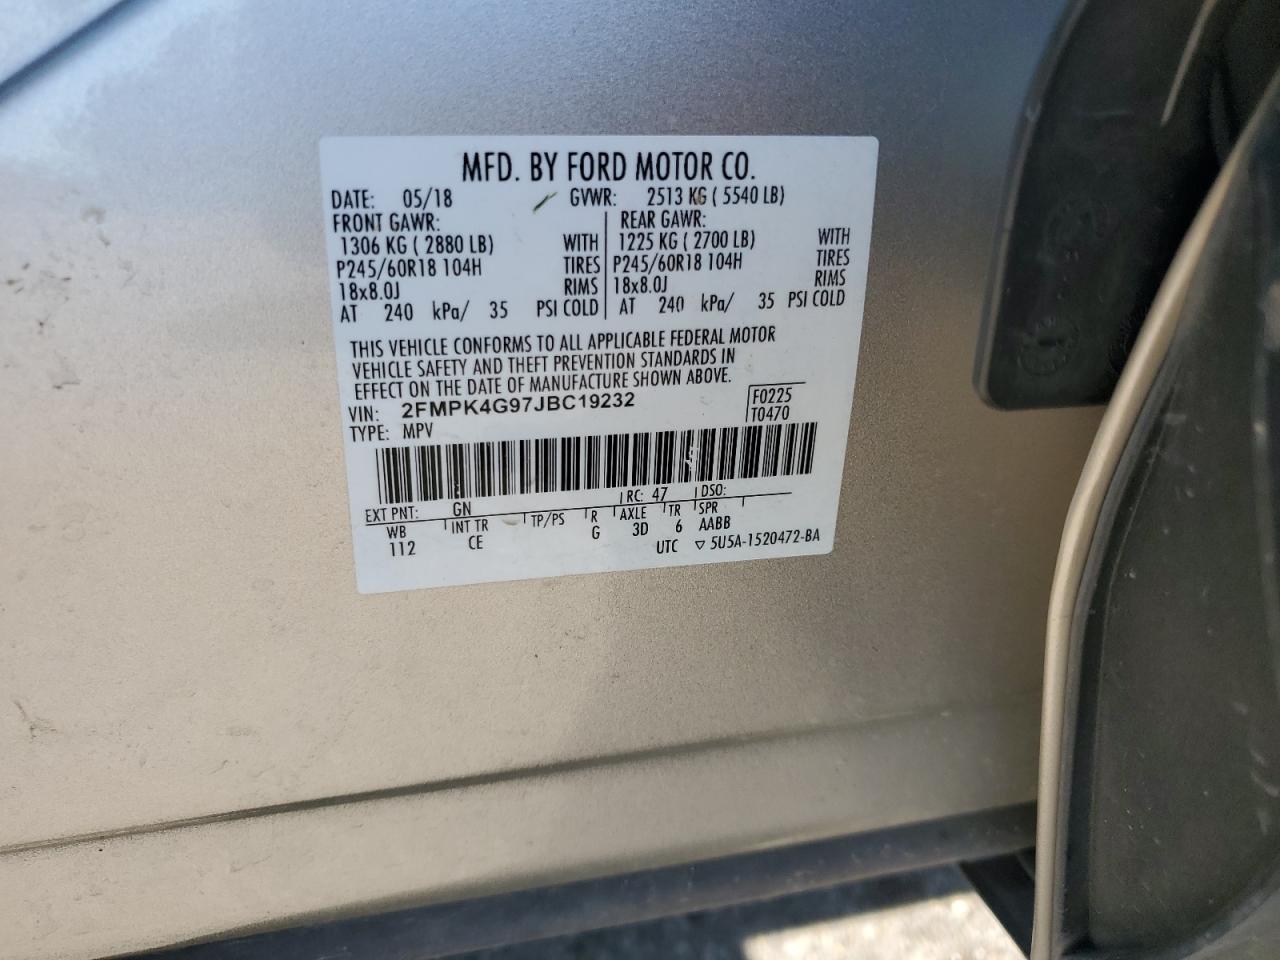 MFD. BY FORD MOTOR CO.
DATE: 05/18 GVWR: 2513 KG ( 5540 LB)
FRONT GAWR: REAR GAWR:
1306 KG ( 2880 LB) WITH 1225 KG ( 2700 LB) WITH
P245/60R18 104H TIRES P245/60R18 104H TIRES
18x8.0J RIMS 18x8.0J RIMS
AT 240 kPa/ 35 PSI COLD AT 240 kPa/ 35 PSI COLD
THIS VEHICLE CONFORMS TO ALL APPLICABLE FEDERAL MOTOR
VEHICLE SAFETY AND THEFT PREVENTION STANDARDS IN
EFFECT ON THE DATE OF MANUFACTURE SHOWN ABOVE.
VIN: 2FMPK4G97JBC19232 F0225
TYPE: MPV T0470
EXT PNT: GN RC: 47 DSO:
WB INT TR TP/PS R AXLE TR SPR
112 CE G 3D 6 AABB
UTC ▽ 5U5A-1520472-BA